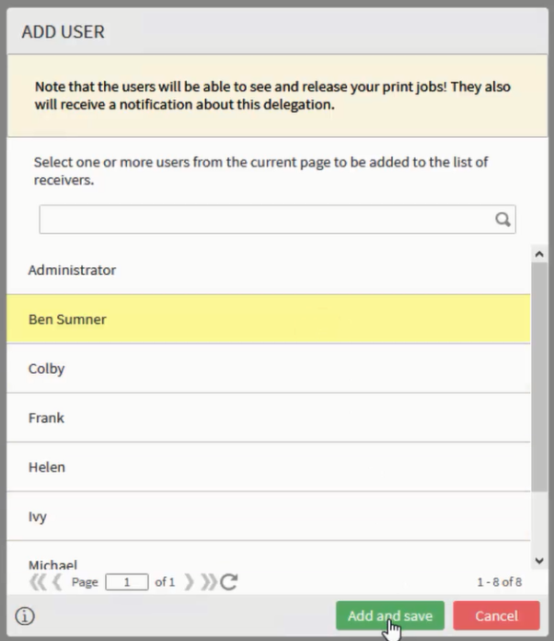 ADD USER
Note that the users will be able to see and release your print jobs! They also
will receive a notification about this delegation.
Select one or more users from the current page to be added to the list of
receivers.
Administrator
Ben Sumner
Colby
Frank
Helen
Ivy
Michael
Page 1 of 1 1 - 8 of 8
Add and save Cancel